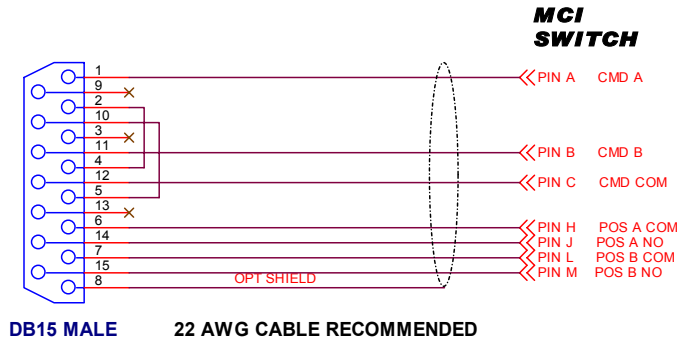 MCI
SWITCH
1
PIN A CMD A
9
2
10
3
11
PIN B CMD B
4
12
PIN C CMD COM
5
13
6
PIN H POS A COM
14
PIN J POS A NO
7
PIN L POS B COM
15
PIN M POS B NO
8
OPT SHIELD
DB15 MALE 22 AWG CABLE RECOMMENDED